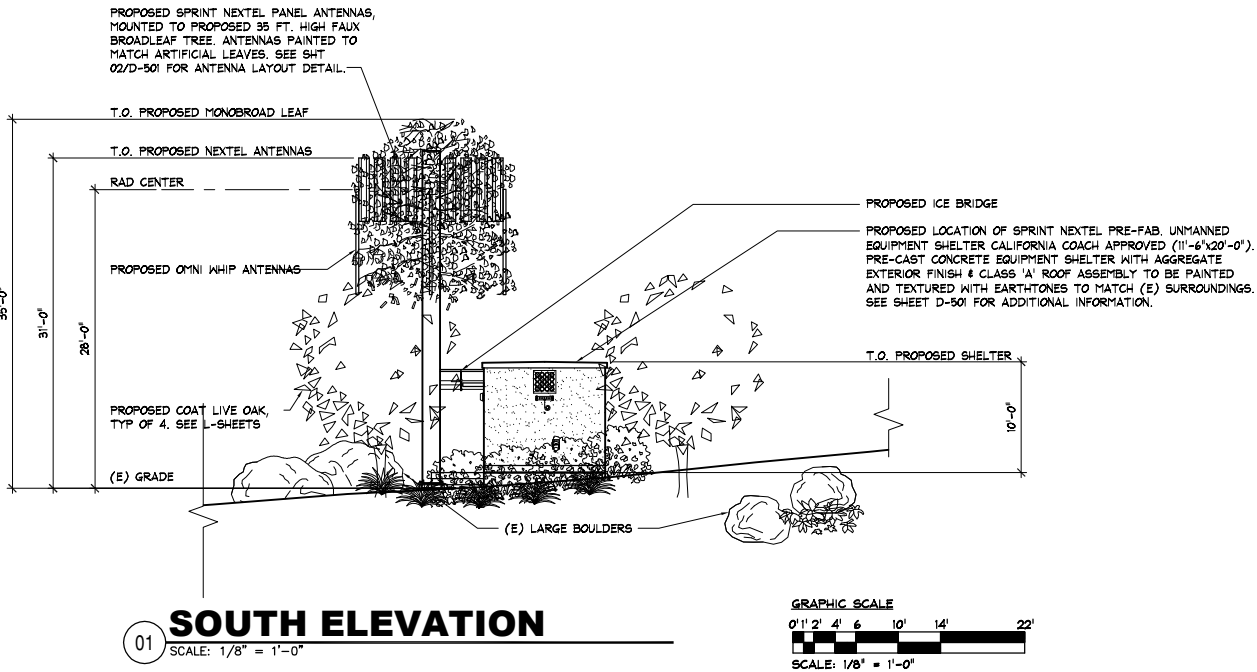 PROPOSED SPRINT NEXTEL PANEL ANTENNAS,
MOUNTED TO PROPOSED 35 FT. HIGH FAUX
BROADLEAF TREE. ANTENNAS PAINTED TO
MATCH ARTIFICIAL LEAVES. SEE SHT
02/D-501 FOR ANTENNA LAYOUT DETAIL.
T.O. PROPOSED MONOBROAD LEAF
T.O. PROPOSED NEXTEL ANTENNAS
RAD CENTER
PROPOSED OMNI WHIP ANTENNAS
35'-0"
31'-0"
28'-0"
PROPOSED COAT LIVE OAK,
TYP OF 4. SEE L-SHEETS
(E) GRADE
PROPOSED ICE BRIDGE
PROPOSED LOCATION OF SPRINT NEXTEL PRE-FAB. UNMANNED
EQUIPMENT SHELTER CALIFORNIA COACH APPROVED (11'-6"x20'-0").
PRE-CAST CONCRETE EQUIPMENT SHELTER WITH AGGREGATE
EXTERIOR FINISH & CLASS 'A' ROOF ASSEMBLY TO BE PAINTED
AND TEXTURED WITH EARTHTONES TO MATCH (E) SURROUNDINGS.
SEE SHEET D-501 FOR ADDITIONAL INFORMATION.
T.O. PROPOSED SHELTER
10'-0"
(E) LARGE BOULDERS
01
SOUTH ELEVATION
SCALE: 1/8" = 1'-0"
GRAPHIC SCALE
0' 1' 2' 4' 6 10' 14' 22'
SCALE: 1/8" = 1'-0"